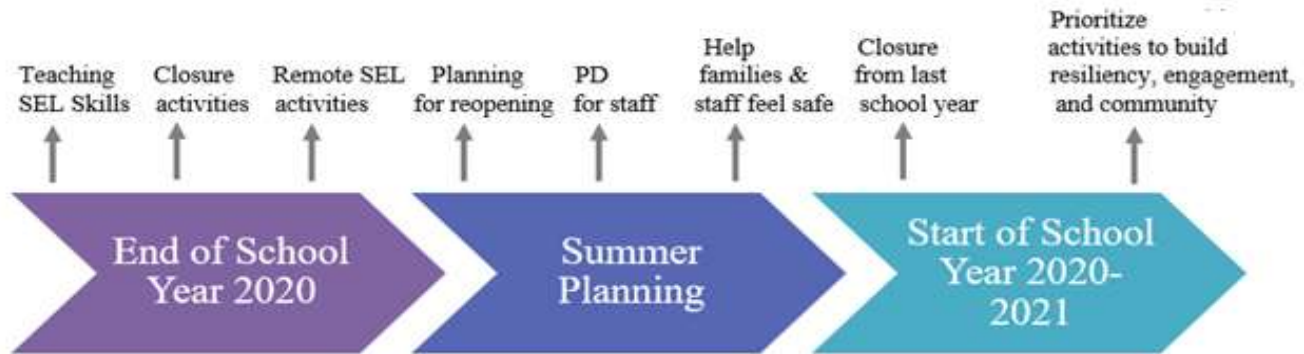 Teaching
SEL Skills
Closure
activities
Remote SEL
activities
Planning
for reopening
PD
for staff
Help
families &
staff feel safe
Closure
from last
school year
Prioritize
activities to build
resiliency, engagement,
and community
End of School
Year 2020
Summer
Planning
Start of School
Year 2020-
2021